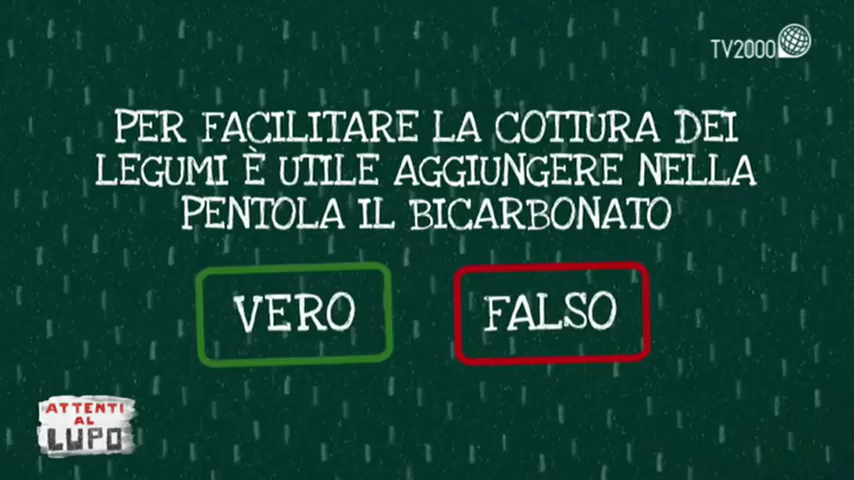 TV2000
PER FACILITARE LA COTTURA DEI
LEGUMI È UTILE AGGIUNGERE NELLA
PENTOLA IL BICARBONATO
VERO
FALSO
ATTENTI
AL
LUPO